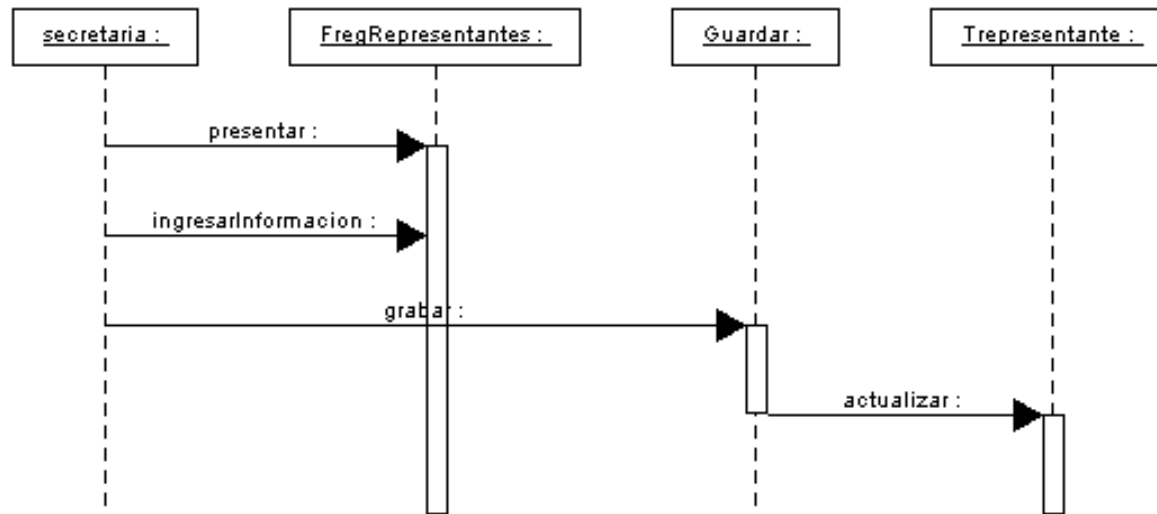 secretaria :
FregRepresentantes :
Guardar :
Trepresentante :
presentar :
ingresarInformacion :
grabar :
actualizar :